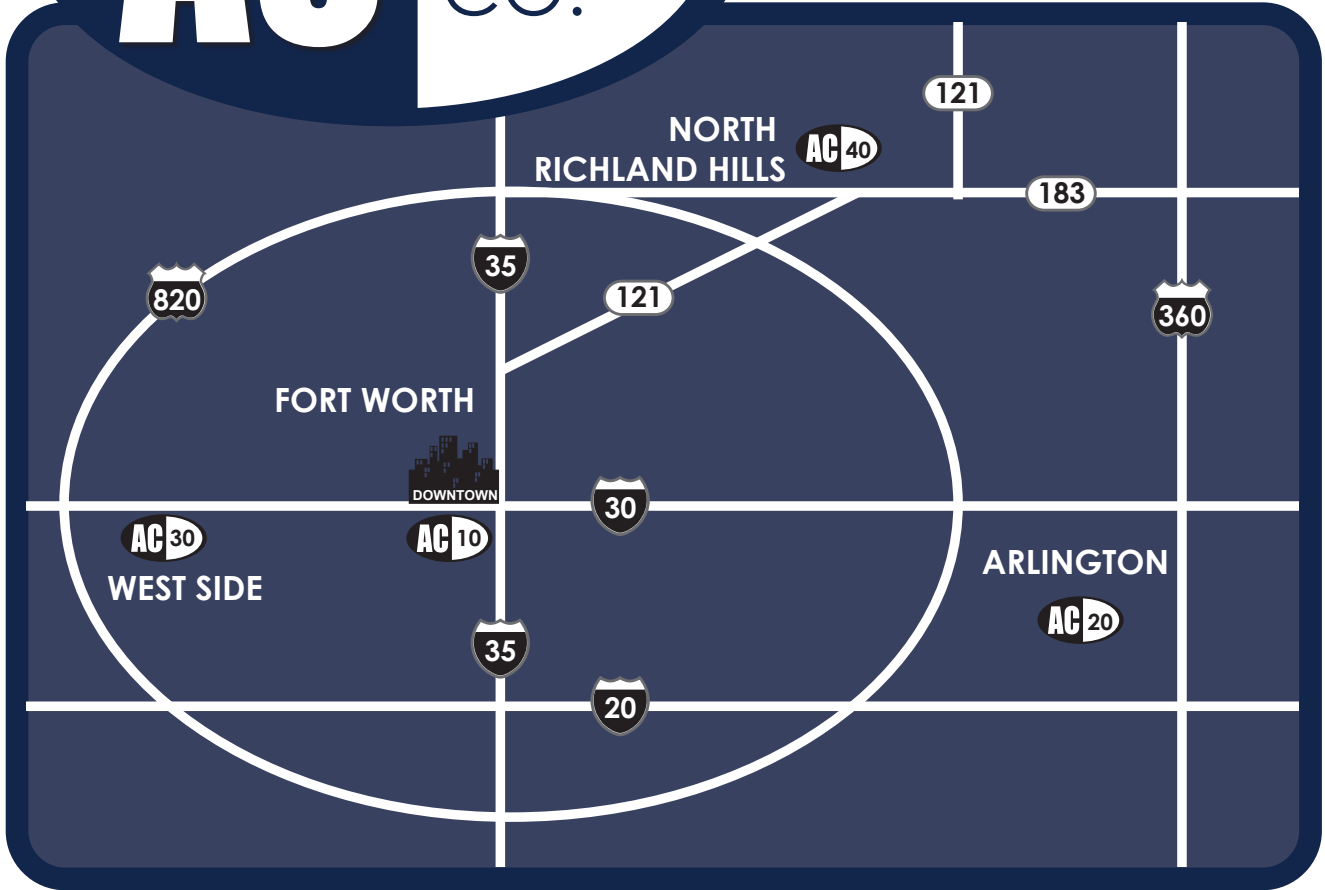 AC CO.
121
NORTH
RICHLAND HILLS
AC 40
183
35
820
121
360
FORT WORTH
DOWNTOWN
30
AC 30
AC 10
WEST SIDE
ARLINGTON
AC 20
35
20